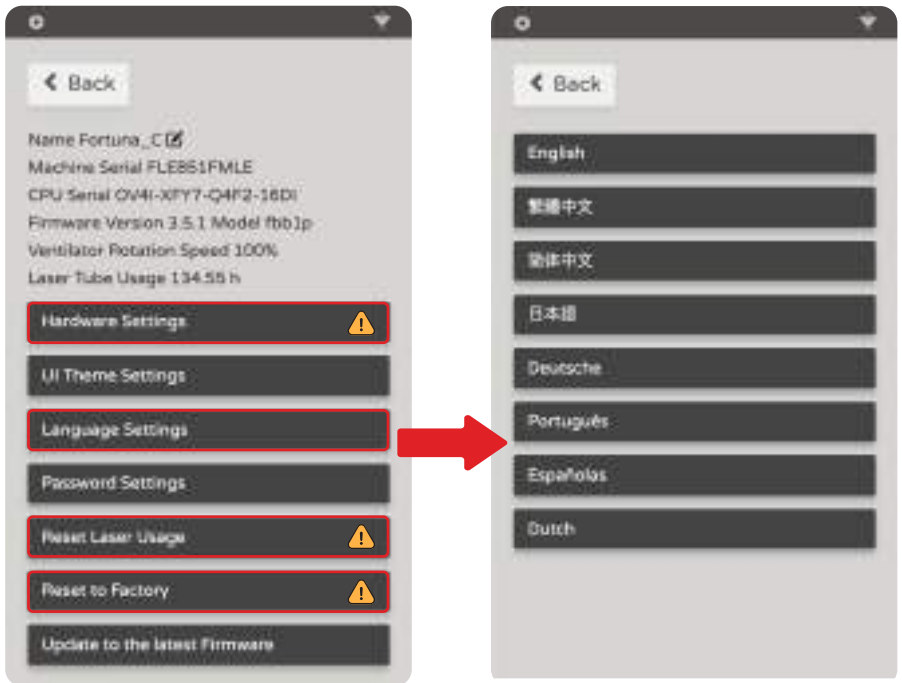 Back
Name Fortuna_C
Machine Serial FLE851FMLE
CPU Serial OV4I-XFY7-Q4F2-16DI
Firmware Version 3.5.1 Model fbb1p
Ventilator Rotation Speed 100%
Laser Tube Usage 134.55 h
Hardware Settings
UI Theme Settings
Language Settings
Password Settings
Reset Laser Usage
Reset to Factory
Update to the latest Firmware
Back
English
繁體中文
简体中文
日本語
Deutsche
Português
Españolas
Dutch